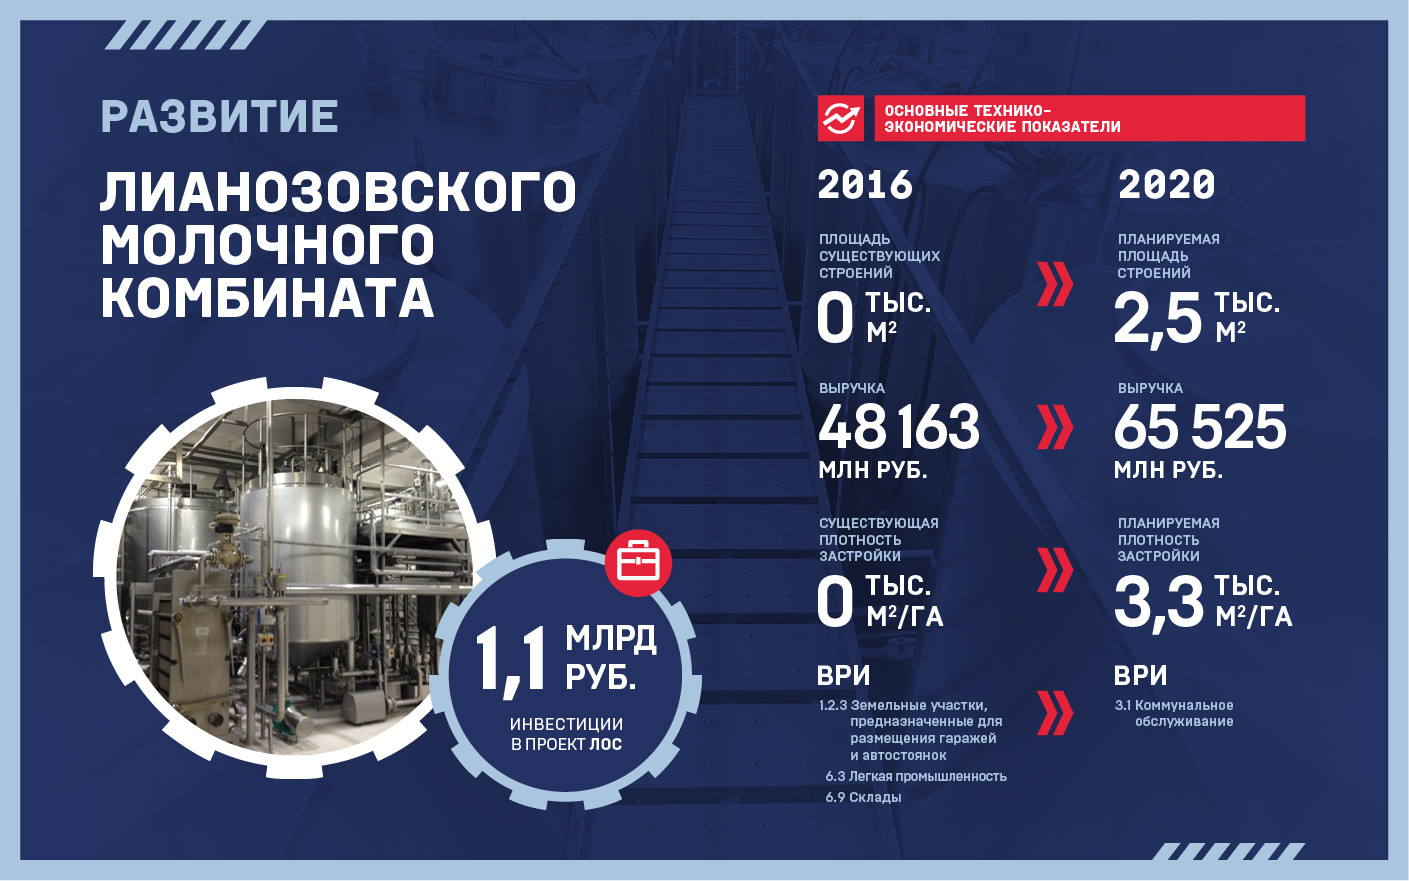 РАЗВИТИЕ
ЛИАНОЗОВСКОГО
МОЛОЧНОГО
КОМБИНАТА
1,1 МЛРД
РУБ.
ИНВЕСТИЦИИ
В ПРОЕКТ ЛОС
ОСНОВНЫЕ ТЕХНИКО-
ЭКОНОМИЧЕСКИЕ ПОКАЗАТЕЛИ
2016
ПЛОЩАДЬ
СУЩЕСТВУЮЩИХ
СТРОЕНИЙ
0 ТЫС.
М²
ВЫРУЧКА
48 163
МЛН РУБ.
СУЩЕСТВУЮЩАЯ
ПЛОТНОСТЬ
ЗАСТРОЙКИ
0 ТЫС.
М²/ГА
ВРИ
1.2.3 Земельные участки,
предназначенные для
размещения гаражей
и автостоянок
6.3 Легкая промышленность
6.9 Склады
2020
ПЛАНИРУЕМАЯ
ПЛОЩАДЬ
СТРОЕНИЙ
2,5 ТЫС.
М²
ВЫРУЧКА
65 525
МЛН РУБ.
ПЛАНИРУЕМАЯ
ПЛОТНОСТЬ
ЗАСТРОЙКИ
3,3 ТЫС.
М²/ГА
ВРИ
3.1 Коммунальное
обслуживание